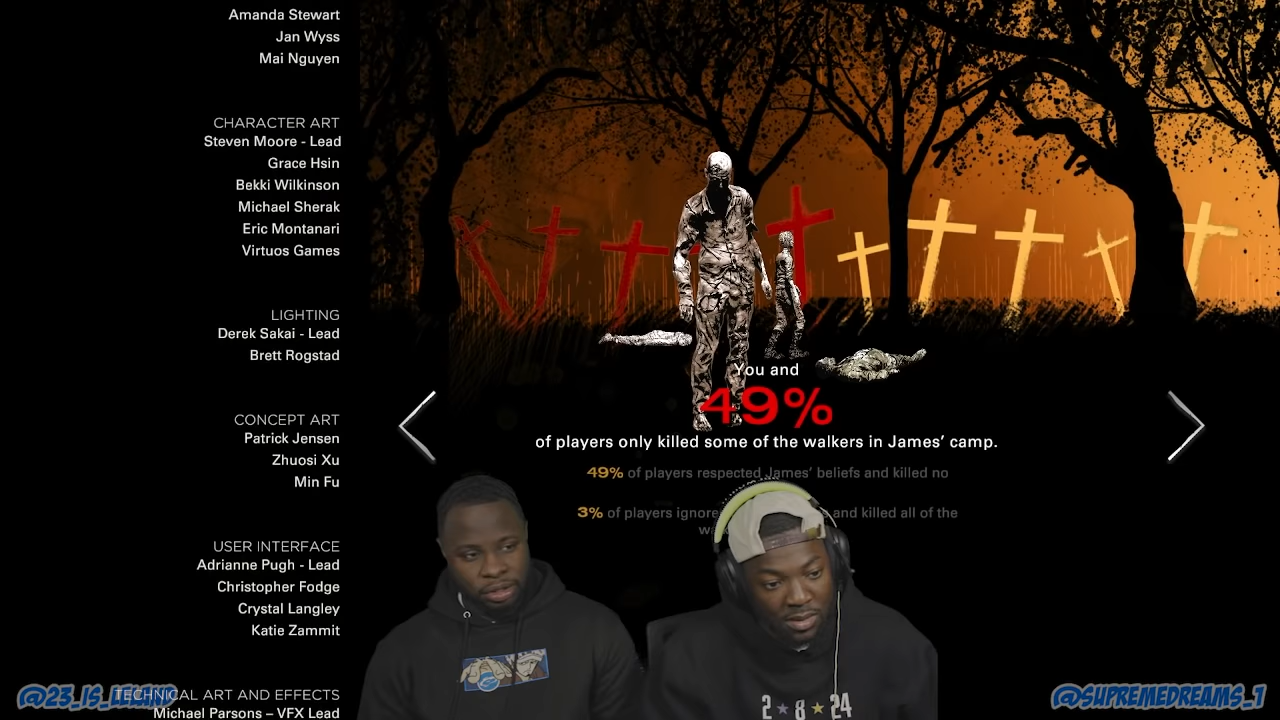 Amanda Stewart
Jan Wyss
Mai Nguyen
CHARACTER ART
Steven Moore - Lead
Grace Hsin
Bekki Wilkinson
Michael Sherak
Eric Montanari
Virtuos Games
LIGHTING
Derek Sakai - Lead
Brett Rogstad
CONCEPT ART
Patrick Jensen
Zhuosi Xu
Min Fu
USER INTERFACE
Adrianne Pugh - Lead
Christopher Fodge
Crystal Langley
Katie Zammit
TECHNICAL ART AND EFFECTS
Michael Parsons – VFX Lead
You and
49%
of players only killed some of the walkers in James' camp.
49% of players respected James' beliefs and killed no
3% of players and killed all of the
2 ★ 8 ★ 24
@SUPREMEDREAMS_1